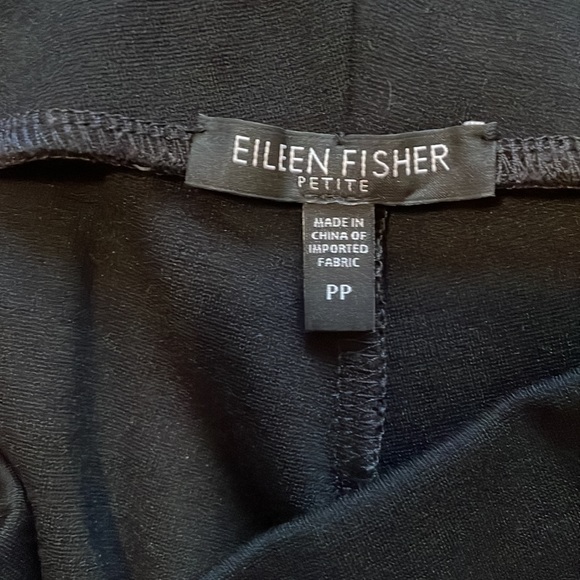 EILEEN FISHER
PETITE
MADE IN
CHINA OF
IMPORTED
FABRIC
PP